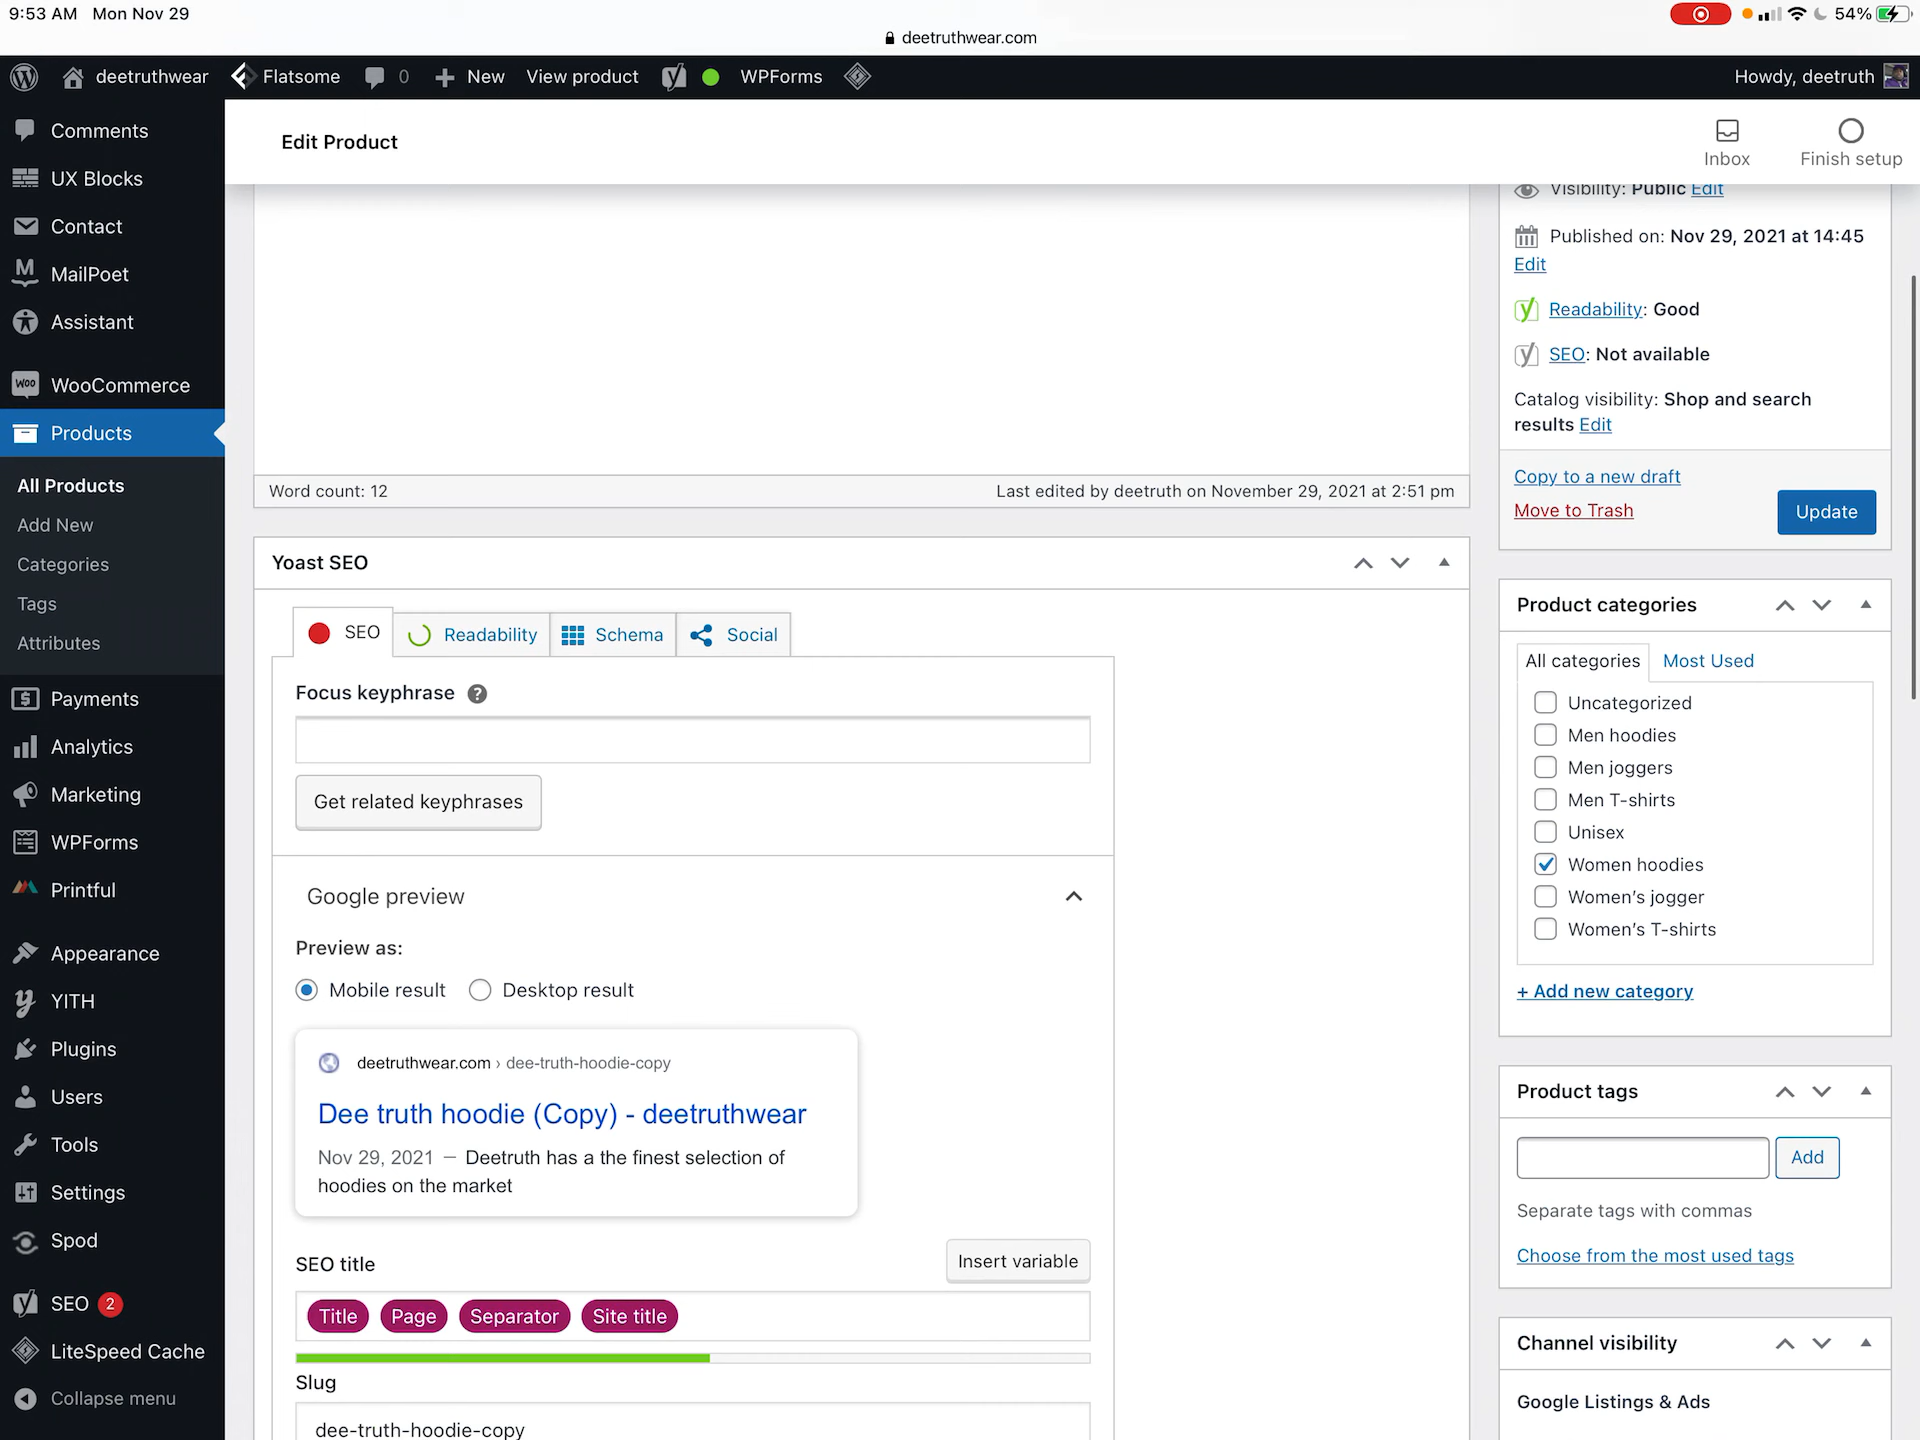 9:53 AM Mon Nov 29
54%
deetruthwear.com
deetruthwear
Flatsome
0
New
View product
WPForms
Howdy, deetruth
Comments
UX Blocks
Contact
MailPoet
Assistant
WooCommerce
Products
All Products
Add New
Categories
Tags
Attributes
Payments
Analytics
Marketing
WPForms
Printful
Appearance
YITH
Plugins
Users
Tools
Settings
Spod
SEO 2
LiteSpeed Cache
Collapse menu
Edit Product
Inbox
Finish setup
Word count: 12
Last edited by deetruth on November 29, 2021 at 2:51 pm
Yoast SEO
SEO
Readability
Schema
Social
Focus keyphrase ?
Get related keyphrases
Google preview
Preview as:
Mobile result
Desktop result
deetruthwear.com › dee-truth-hoodie-copy
Dee truth hoodie (Copy) - deetruthwear
Nov 29, 2021 － Deetruth has a the finest selection of
hoodies on the market
SEO title
Insert variable
Title Page Separator Site title
Slug
dee-truth-hoodie-copy
Visibility: Public Edit
Published on: Nov 29, 2021 at 14:45
Edit
Readability: Good
SEO: Not available
Catalog visibility: Shop and search
results Edit
Copy to a new draft
Move to Trash
Update
Product categories
All categories
Most Used
Uncategorized
Men hoodies
Men joggers
Men T-shirts
Unisex
Women hoodies
Women's jogger
Women's T-shirts
+ Add new category
Product tags
Add
Separate tags with commas
Choose from the most used tags
Channel visibility
Google Listings & Ads